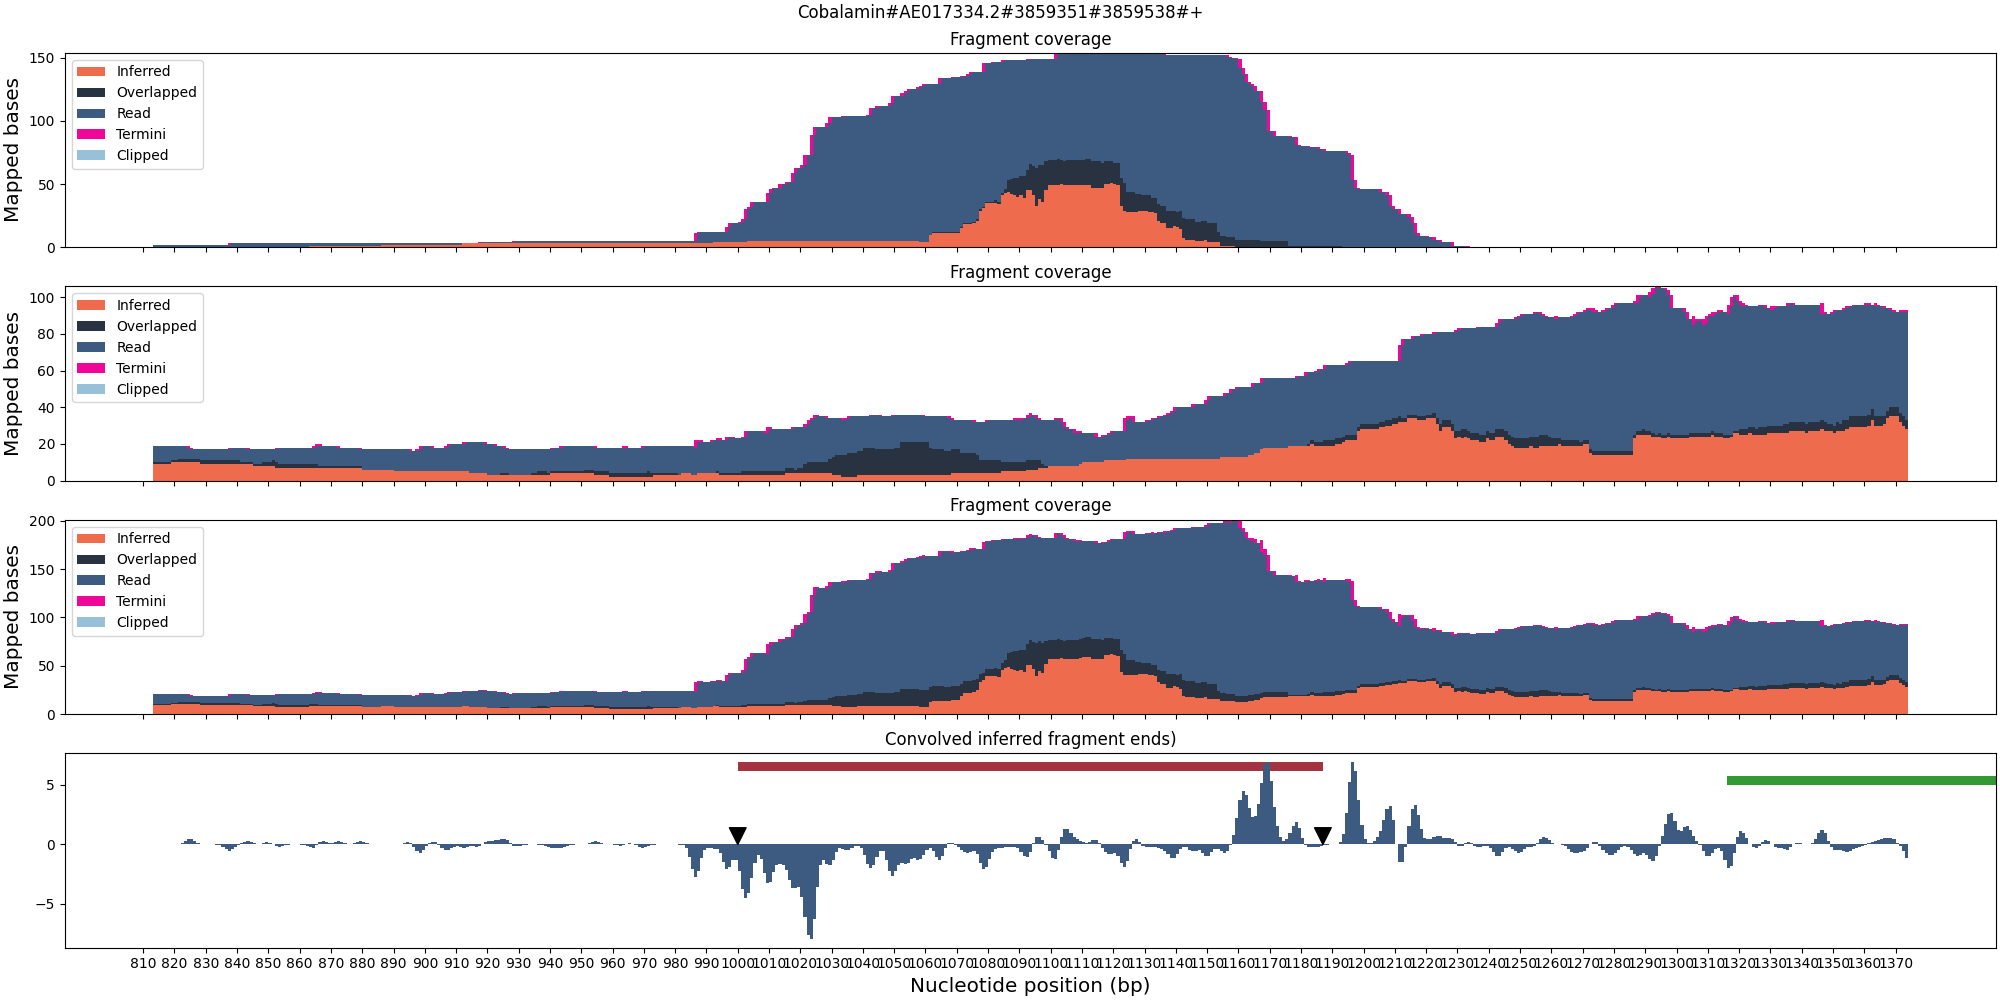 Cobalamin#AE017334.2#3859351#3859538#+
Fragment coverage
Mapped bases
150
100
50
0
Inferred
Overlapped
Read
Termini
Clipped
Fragment coverage
Mapped bases
100
80
60
40
20
0
Inferred
Overlapped
Read
Termini
Clipped
Fragment coverage
Mapped bases
200
150
100
50
0
Inferred
Overlapped
Read
Termini
Clipped
Convolved inferred fragment ends)
5
0
−5
810 820 830 840 850 860 870 880 890 900 910 920 930 940 950 960 970 980 990 1000 1010 1020 1030 1040 1050 1060 1070 1080 1090 1100 1110 1120 1130 1140 1150 1160 1170 1180 1190 1200 1210 1220 1230 1240 1250 1260 1270 1280 1290 1300 1310 1320 1330 1340 1350 1360 1370
Nucleotide position (bp)